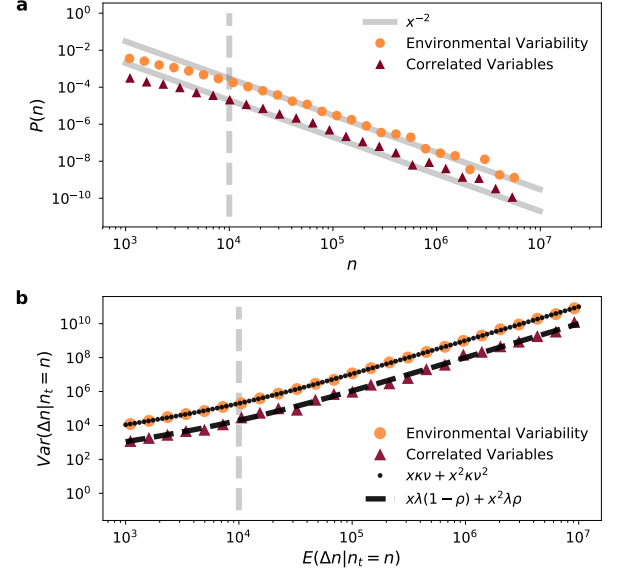 a
10^0
10^−2
10^−4
10^−6
10^−8
10^−10
P(n)
x^−2
Environmental Variability
Correlated Variables
10^3
10^4
10^5
10^6
10^7
n
b
10^10
10^8
10^6
10^4
10^2
10^0
Var(Δn|n_t = n)
Environmental Variability
Correlated Variables
xκν + x^2κν^2
xλ(1 − ρ) + x^2λρ
10^3
10^4
10^5
10^6
10^7
E(Δn|n_t = n)